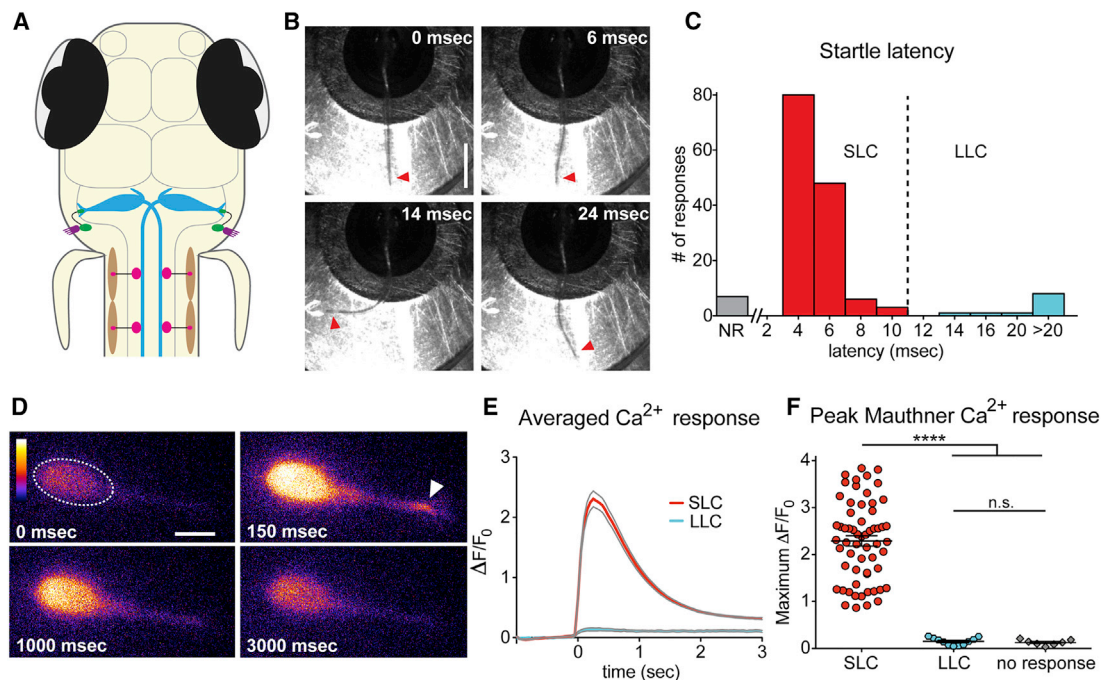 A
B
0 msec
6 msec
14 msec
24 msec
C
Startle latency
# of responses
80
60
40
20
0
SLC
LLC
NR
2
4
6
8
10
12
14
16
20
>20
latency (msec)
D
0 msec
150 msec
1000 msec
3000 msec
E
Averaged Ca2+ response
ΔF/F0
3
2
1
0
SLC
LLC
0
1
2
3
time (sec)
F
Peak Mauthner Ca2+ response
****
n.s.
Maximum ΔF/F0
4
3
2
1
0
SLC
LLC
no response